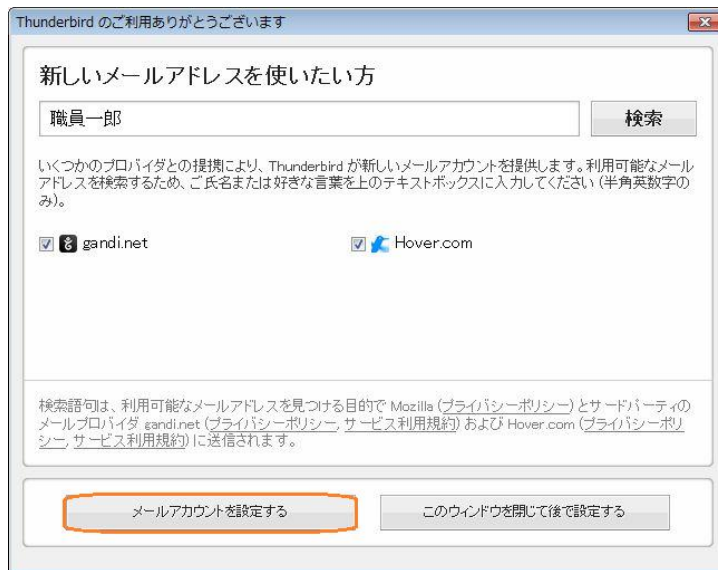 Thunderbird のご利用ありがとうございます
新しいメールアドレスを使いたい方
職員一郎
検索
いくつかのプロバイダとの提携により、Thunderbird が新しいメールアカウントを提供します。利用可能なメール
アドレスを検索するため、ご氏名または好きな言葉を上のテキストボックスに入力してください (半角英数字の
み)。
gandi.net
Hover.com
検索語句は、利用可能なメールアドレスを見つける目的で Mozilla (プライバシーポリシー) とサードパーティの
メールプロバイダ gandi.net (プライバシーポリシー, サービス利用規約) および Hover.com (プライバシーポリ
シー, サービス利用規約) に送信されます。
メールアカウントを設定する
このウィンドウを閉じて後で設定する